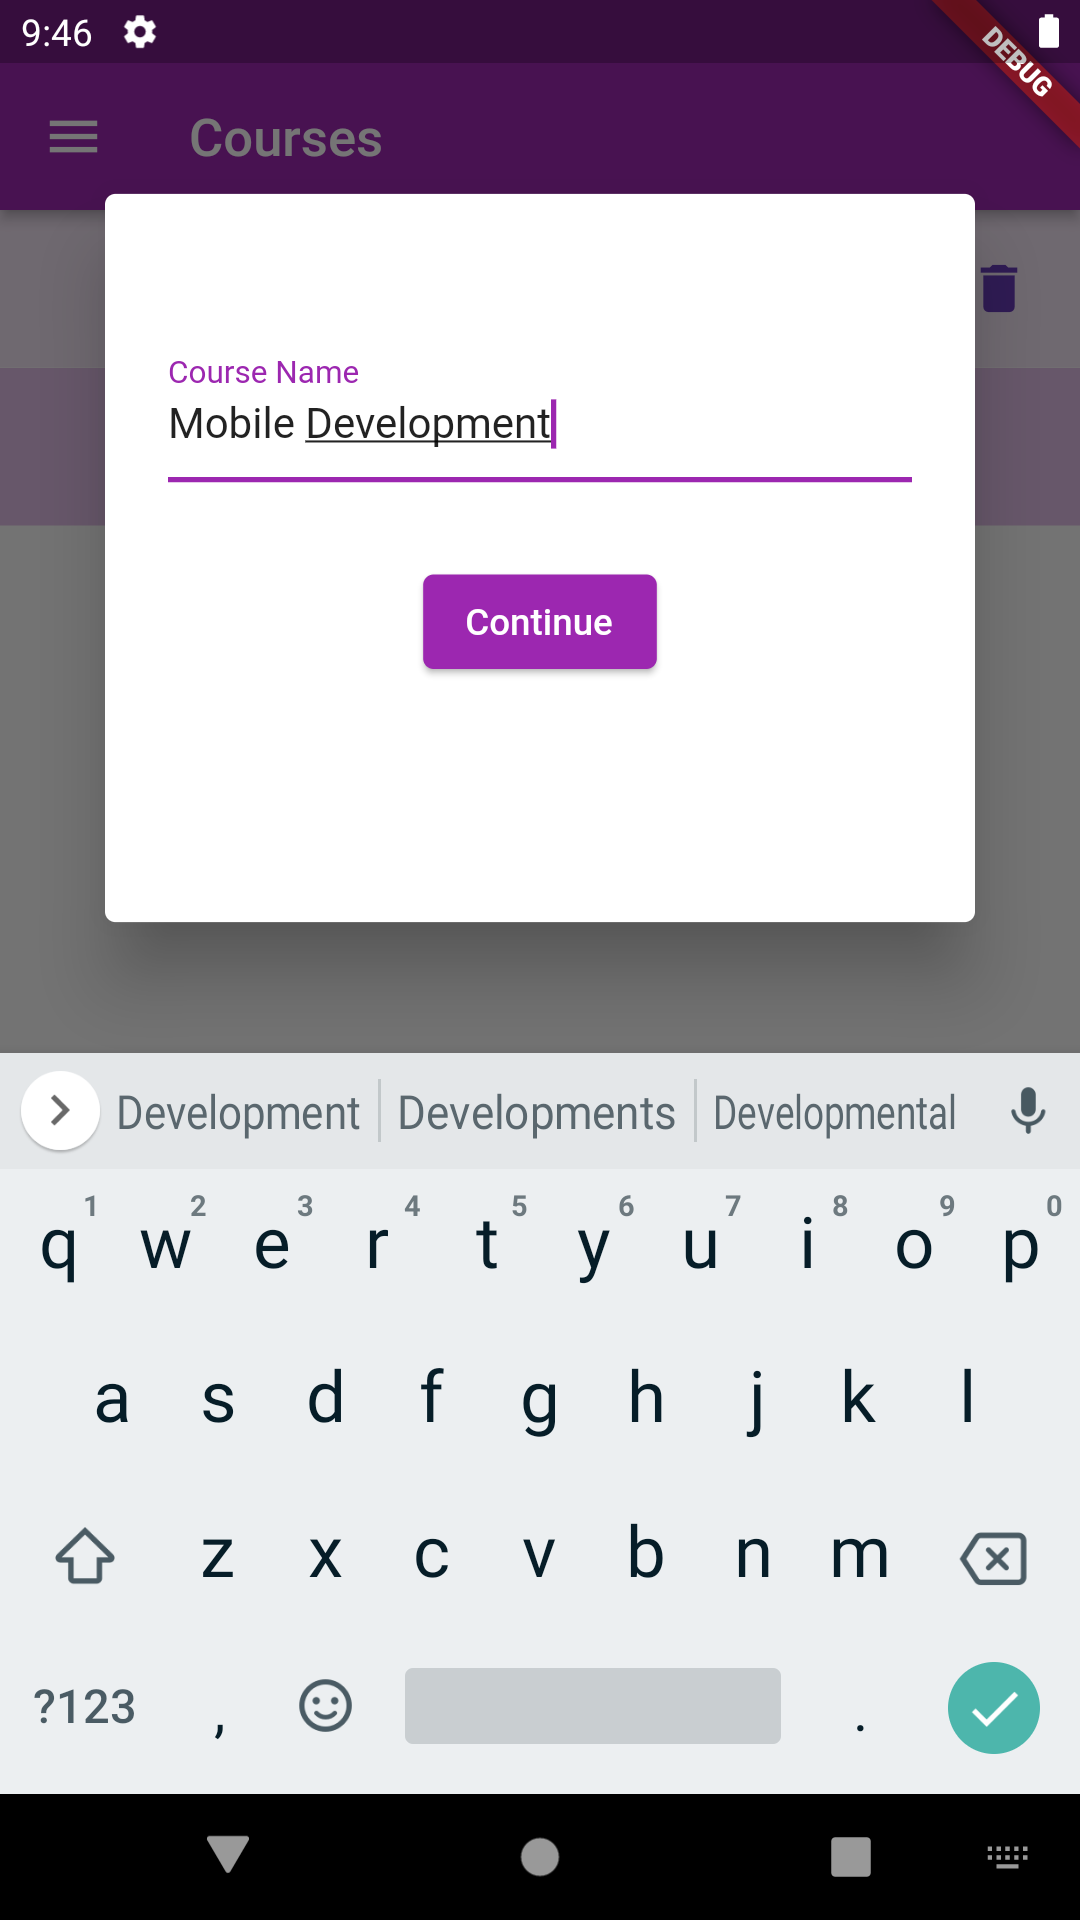 9:46
DEBUG
Courses
Course Name
Mobile Development
Continue
Development Developments Developmental
1 2 3 4 5 6 7 8 9 0
q w e r t y u i o p
a s d f g h j k l
z x c v b n m
?123 , .